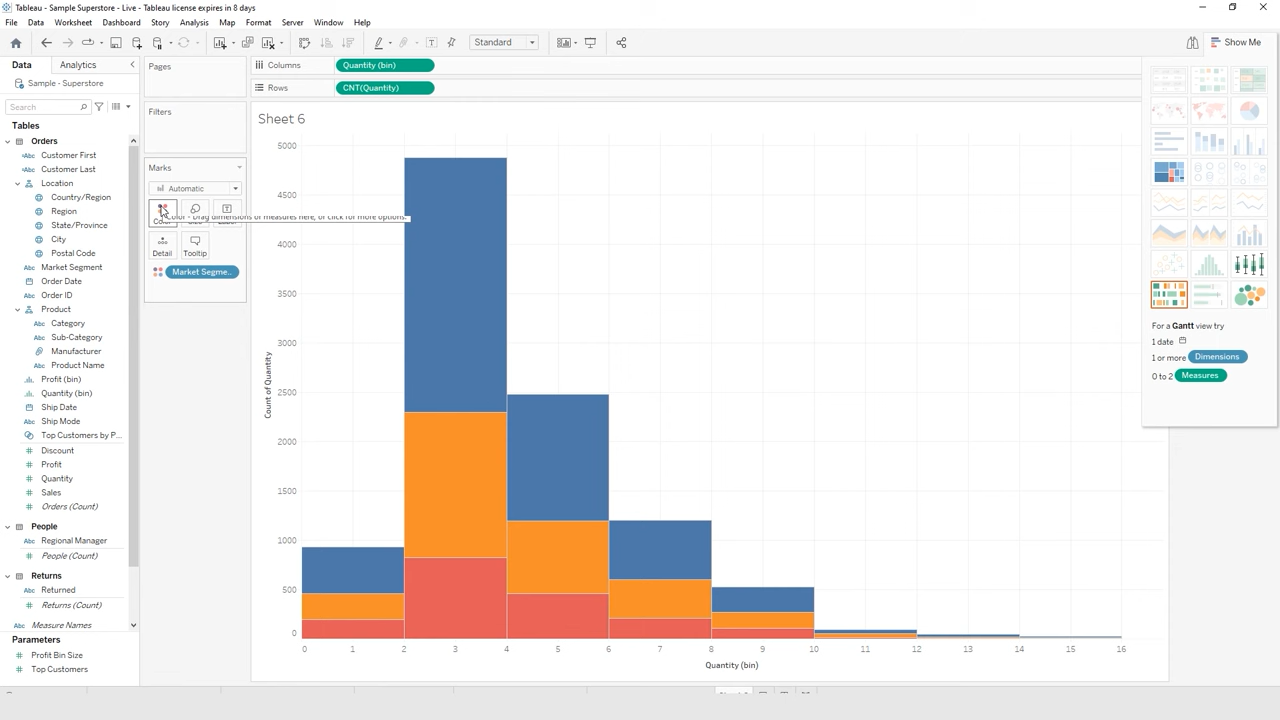 Tableau - Sample Superstore - Live - Tableau license expires in 8 days
File Data Worksheet Dashboard Story Analysis Map Format Server Window Help
Standard
Show Me
Data Analytics
Sample - Superstore
Search
Tables
Orders
Customer First
Customer Last
Location
Country/Region
Region
State/Province
City
Postal Code
Market Segment
Order Date
Order ID
Product
Category
Sub-Category
Manufacturer
Product Name
Profit (bin)
Quantity (bin)
Ship Date
Ship Mode
Top Customers by P...
Discount
Profit
Quantity
Sales
Orders (Count)
People
Regional Manager
People (Count)
Returns
Returned
Returns (Count)
Measure Names
Parameters
Profit Bin Size
Top Customers
Pages
Filters
Marks
Automatic
Color - Drag dimensions or measures here, or click for more options.
Detail Tooltip
Market Segme..
Columns Quantity (bin)
Rows CNT(Quantity)
Sheet 6
5000
4500
4000
3500
3000
2500
2000
1500
1000
500
0
Count of Quantity
0 1 2 3 4 5 6 7 8 9 10 11 12 13 14 15 16
Quantity (bin)
For a Gantt view try
1 date
1 or more Dimensions
0 to 2 Measures